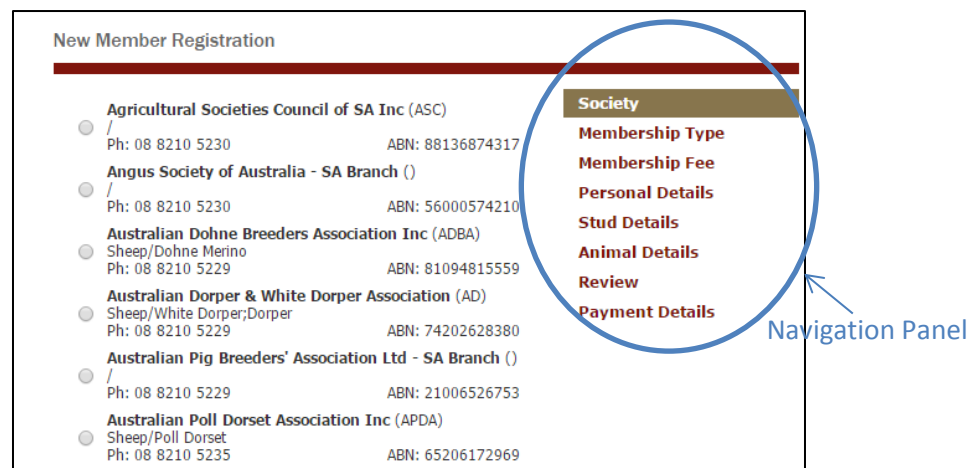 New Member Registration
Agricultural Societies Council of SA Inc (ASC)
/
Ph: 08 8210 5230 ABN: 88136874317
Angus Society of Australia - SA Branch ()
/
Ph: 08 8210 5230 ABN: 56000574210
Australian Dohne Breeders Association Inc (ADBA)
Sheep/Dohne Merino
Ph: 08 8210 5229 ABN: 81094815559
Australian Dorper & White Dorper Association (AD)
Sheep/White Dorper;Dorper
Ph: 08 8210 5229 ABN: 74202628380
Australian Pig Breeders' Association Ltd - SA Branch ()
/
Ph: 08 8210 5229 ABN: 21006526753
Australian Poll Dorset Association Inc (APDA)
Sheep/Poll Dorset
Ph: 08 8210 5235 ABN: 65206172969
Society
Membership Type
Membership Fee
Personal Details
Stud Details
Animal Details
Review
Payment Details
Navigation Panel